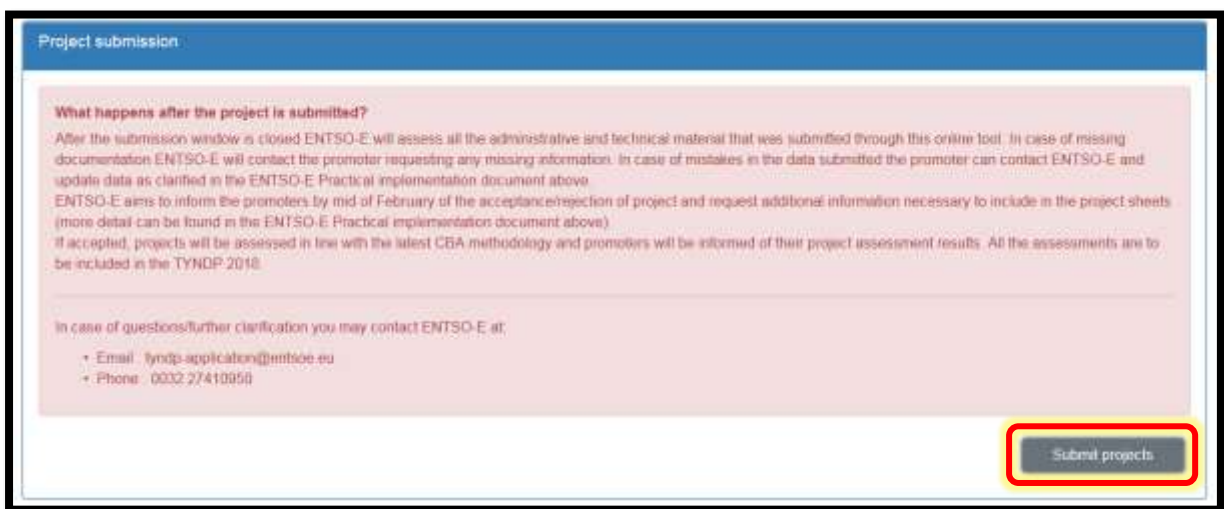 Project submission
What happens after the project is submitted?
After the submission window is closed ENTSO-E will assess all the administrative and technical material that was submitted through this online tool. In case of missing
documentation ENTSO-E will contact the promoter requesting any missing information. In case of mistakes in the data submitted the promoter can contact ENTSO-E and
update data as clarified in the ENTSO-E Practical implementation document above.
ENTSO-E aims to inform the promoters by mid of February of the acceptance/rejection of project and request additional information necessary to include in the project sheets
(more detail can be found in the ENTSO-E Practical implementation document above)
If accepted, projects will be assessed in line with the latest CBA methodology and promoters will be informed of their project assessment results. All the assessments are to
be included in the TYNDP 2018.
In case of questions/further clarification you may contact ENTSO-E at:
• Email : tyndp-application@entsoe.eu
• Phone : 0032 27410950
Submit projects